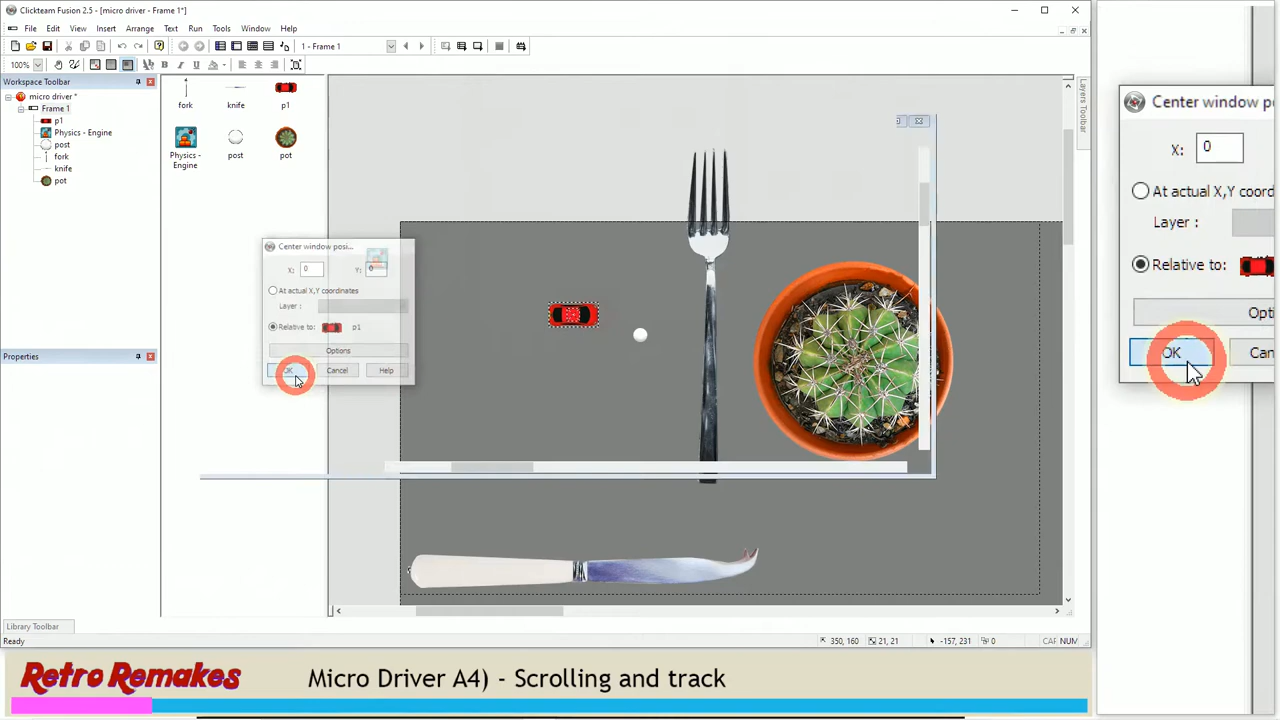 Clickteam Fusion 2.5 - [micro driver - Frame 1*]
File Edit View Insert Arrange Text Run Tools Window Help
1 - Frame 1
100%
Workspace Toolbar
micro driver *
Frame 1
p1
Physics - Engine
post
fork
knife
pot
Properties
Library Toolbar
Ready
fork knife p1
Physics - Engine post pot
Layers Toolbar
Center window posi...
X: 0 Y: 0
At actual X,Y coordinates
Layer :
Relative to: p1
Options
OK Cancel Help
350, 160 21, 21 -157, 231 0 CAP NUM
Center window po
X: 0
At actual X,Y coord
Layer :
Relative to:
Opti
OK Can
Retro Remakes
Micro Driver A4) - Scrolling and track